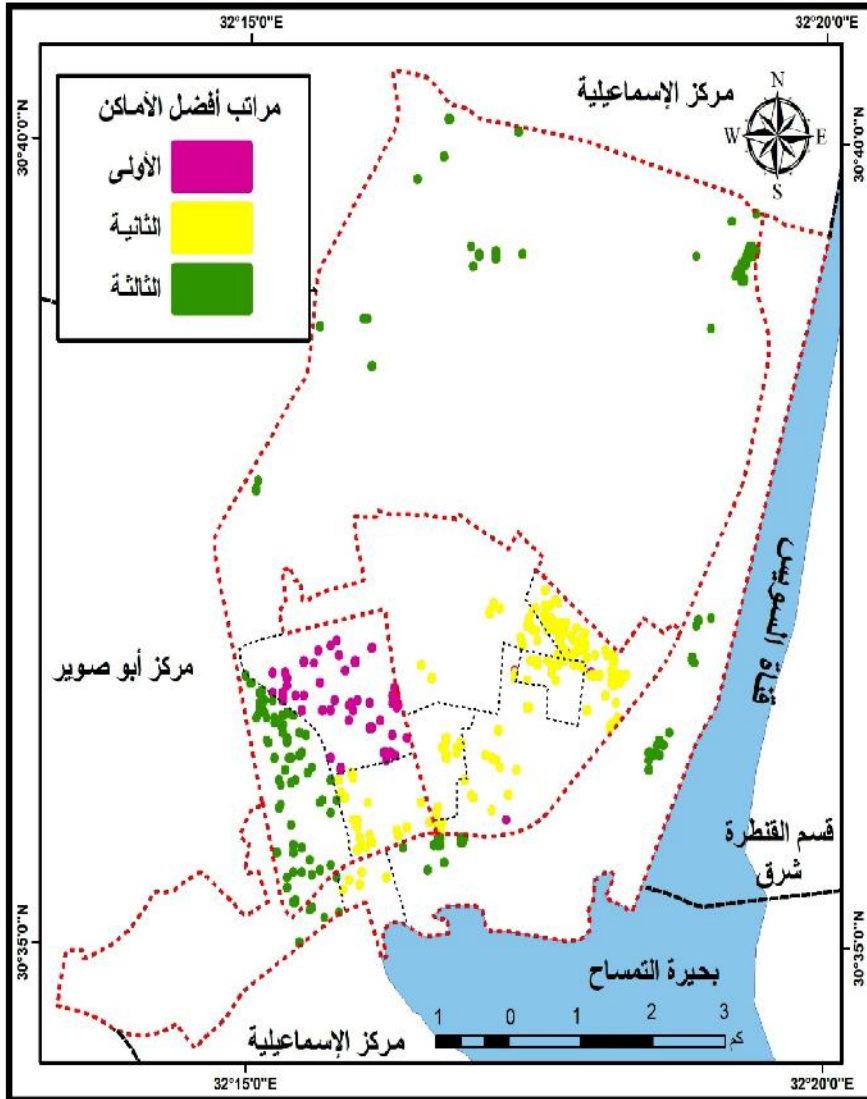 32°15'0"E
32°20'0"E
مركز الإسماعيلية
مراتب أفضل الأماكن
الأولى
الثانية
الثالثة
N
W
E
S
30°40'0"N
30°40'0"N
قناة السويس
مركز أبو صوير
قسم القنطرة
شرق
30°35'0"N
30°35'0"N
بحيرة التمساح
1 0 1 2 3
كم
مركز الإسماعيلية
32°15'0"E
32°20'0"E